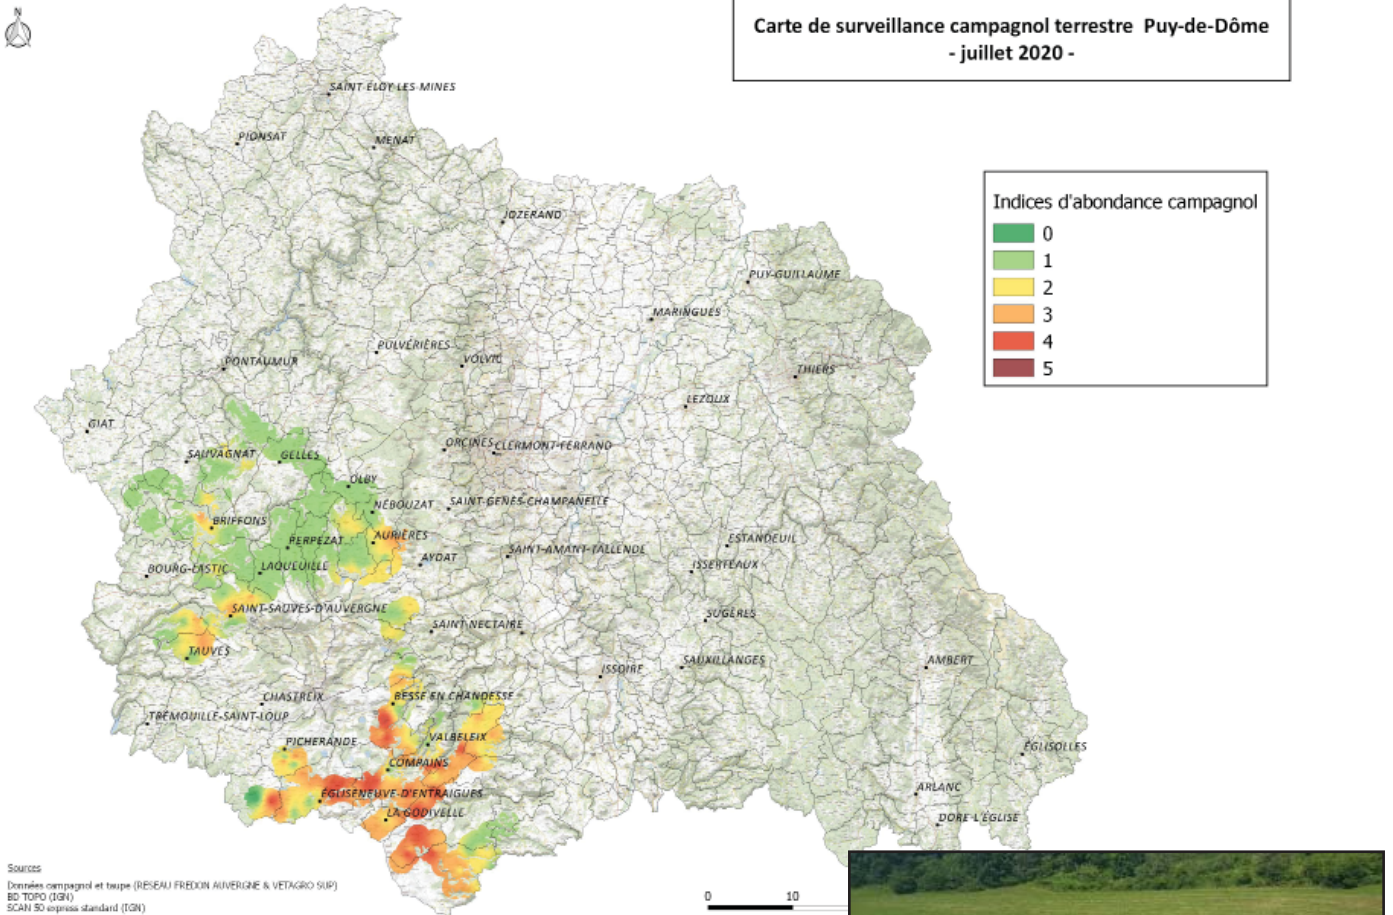 N
Carte de surveillance campagnol terrestre Puy-de-Dôme
- juillet 2020 -
SAINT-ÉLOY-LES-MINES
PIONSAT
MENAT
Indices d'abondance campagnol
0
1
2
3
4
5
JOZERAND
PUY-GUILLAUME
MARINGUES
PULVÉRIÈRES
VOLVIC
PONTAUMUR
THIERS
LEZOUX
GIAT
ORCINES
CLERMONT-FERRAND
SAUVAGNAT
GELLES
OLBY
NÉBOUZAT
SAINT-GENÈS-CHAMPANELLE
BRIFFONS
AURIÈRES
PERPEZAT
ESTANDEUIL
SAINT-AMANT-TALLENDE
AYDAT
BOURG-LASTIC
LAQUEUILLE
ISSERTEAUX
SAINT-SAUVES-D'AUVERGNE
SUGÈRES
SAINT-NECTAIRE
TAUVES
ISSOIRE
SAUXILLANGES
AMBERT
CHASTREIX
BESSE EN CHANDESSE
TRÉMOUILLE-SAINT-LOUP
PICHERANDE
VALBELEIX
ÉGLISOLLES
COMPAINS
ÉGLISENEUVE-D'ENTRAIGUES
ARLANC
LA GODIVELLE
DORE-L'ÉGLISE
Sources
Données campagnol et taupe (RESEAU FREDON AUVERGNE & VETAGRO SUP)
BD TOPO (IGN)
SCAN 50 express standard (IGN)
0 10